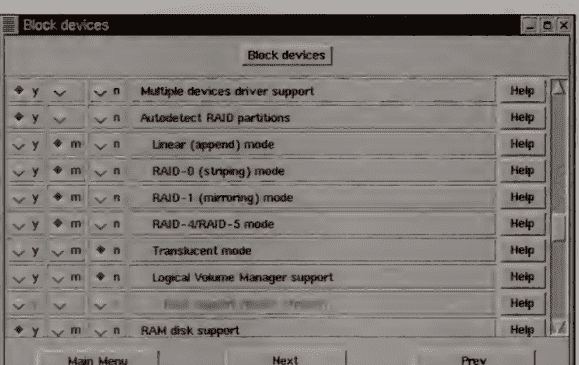 Block devices
Block devices
y n Multiple devices driver support Help
y n Autodetect RAID partitions Help
y m n Linear (append) mode Help
y m n RAID-0 (striping) mode Help
y m n RAID-1 (mirroring) mode Help
y m n RAID-4/RAID-5 mode Help
y m n Translucent mode Help
y m n Logical Volume Manager support Help
Help
y m n RAM disk support Help
Main Menu Next Prev